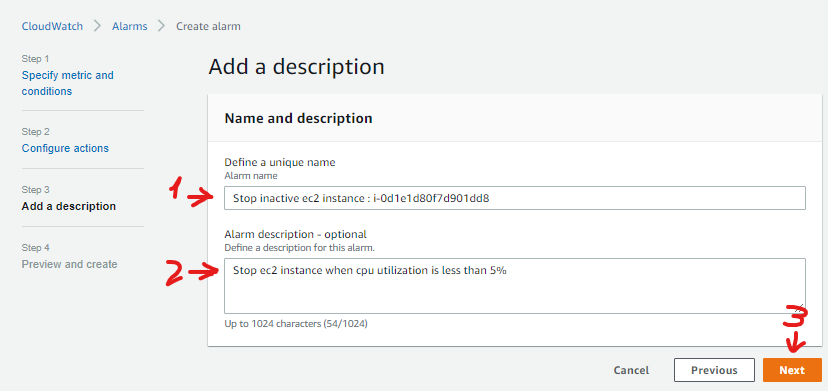 CloudWatch > Alarms > Create alarm
Step 1
Specify metric and
conditions
Step 2
Configure actions
Step 3
Add a description
Step 4
Preview and create
Add a description
Name and description
Define a unique name
Alarm name
1
Stop inactive ec2 instance : i-0d1e1d80f7d901dd8
Alarm description - optional
Define a description for this alarm.
2
Stop ec2 instance when cpu utilization is less than 5%
Up to 1024 characters (54/1024)
3
Cancel Previous Next